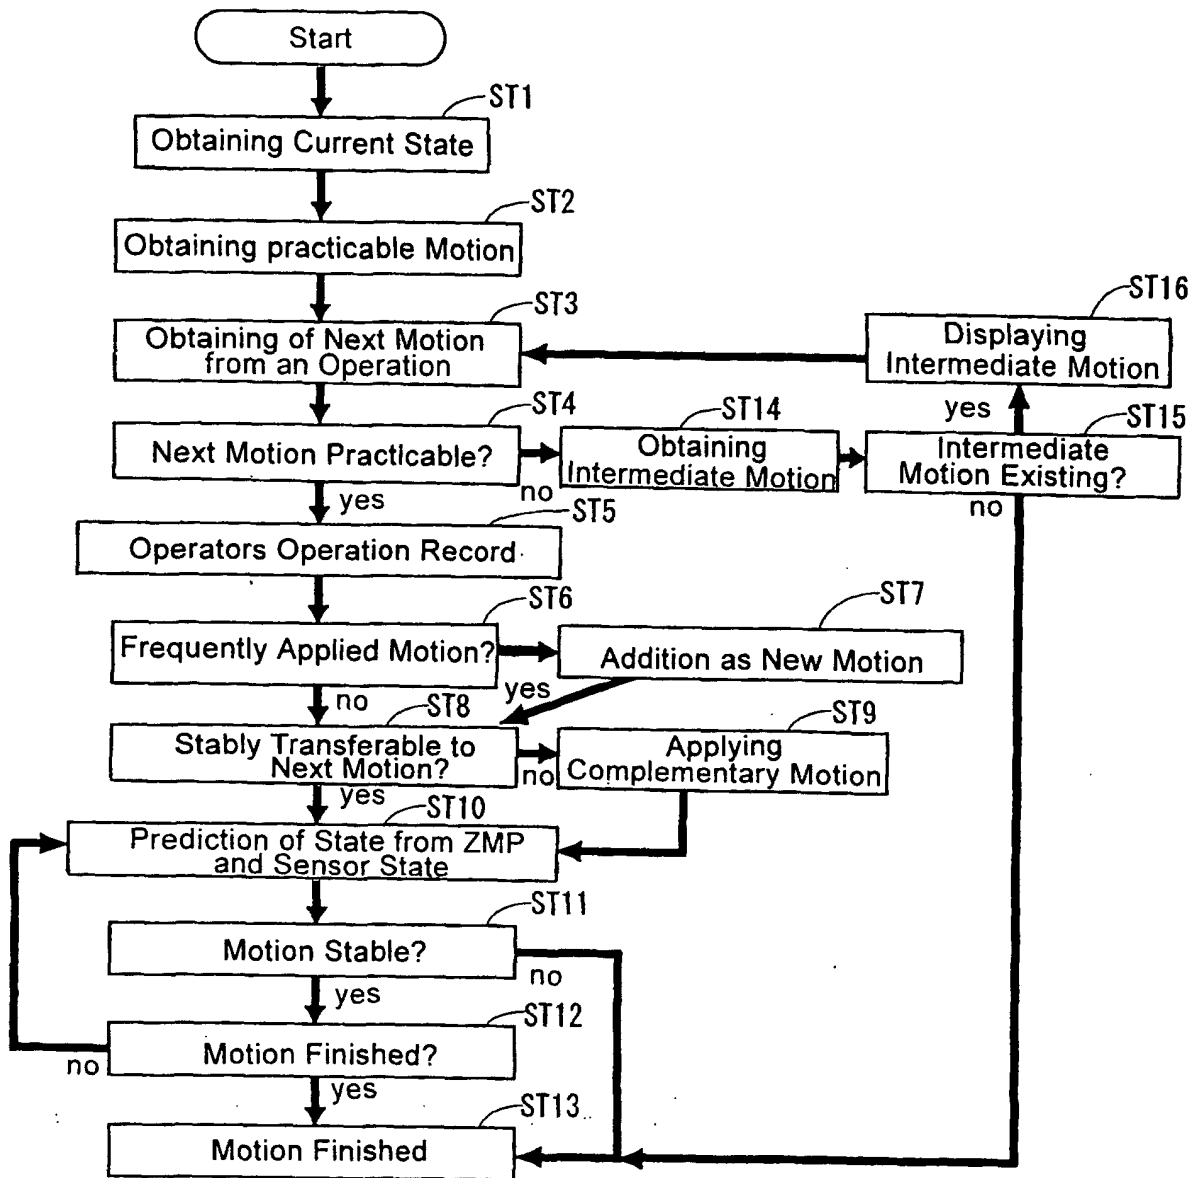 Start
ST1
Obtaining Current State
ST2
Obtaining practicable Motion
ST3
Obtaining of Next Motion
from an Operation
ST16
Displaying
Intermediate Motion
ST4
Next Motion Practicable?
yes
no
ST14
Obtaining
Intermediate Motion
yes
ST15
Intermediate
Motion Existing?
no
ST5
Operators Operation Record
ST6
Frequently Applied Motion?
no
yes
ST7
Addition as New Motion
ST8
Stably Transferable to
Next Motion?
yes
no
ST9
Applying
Complementary Motion
ST10
Prediction of State from ZMP
and Sensor State
ST11
Motion Stable?
yes
no
ST12
Motion Finished?
no
yes
ST13
Motion Finished